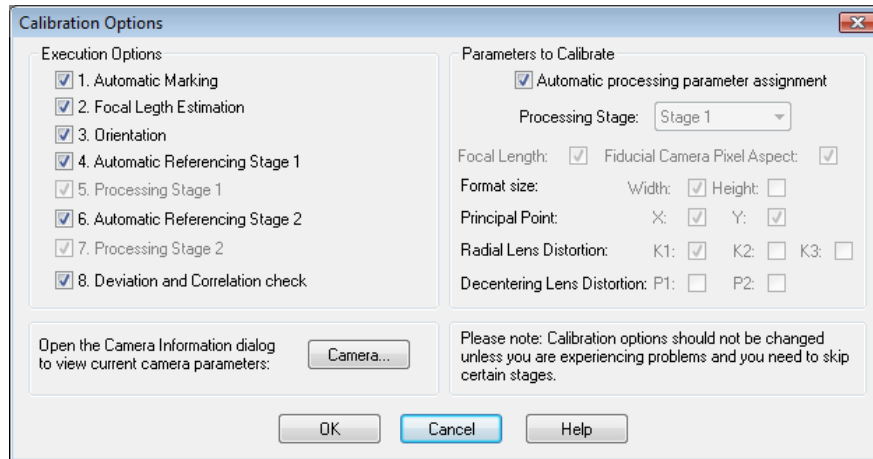 Calibration Options
Execution Options
1. Automatic Marking
2. Focal Legth Estimation
3. Orientation
4. Automatic Referencing Stage 1
5. Processing Stage 1
6. Automatic Referencing Stage 2
7. Processing Stage 2
8. Deviation and Correlation check
Parameters to Calibrate
Automatic processing parameter assignment
Processing Stage: Stage 1
Focal Length: Fiducial Camera Pixel Aspect:
Format size: Width: Height:
Principal Point: X: Y:
Radial Lens Distortion: K1: K2: K3:
Decentering Lens Distortion: P1: P2:
Open the Camera Information dialog
to view current camera parameters:
Camera...
Please note: Calibration options should not be changed
unless you are experiencing problems and you need to skip
certain stages.
OK Cancel Help